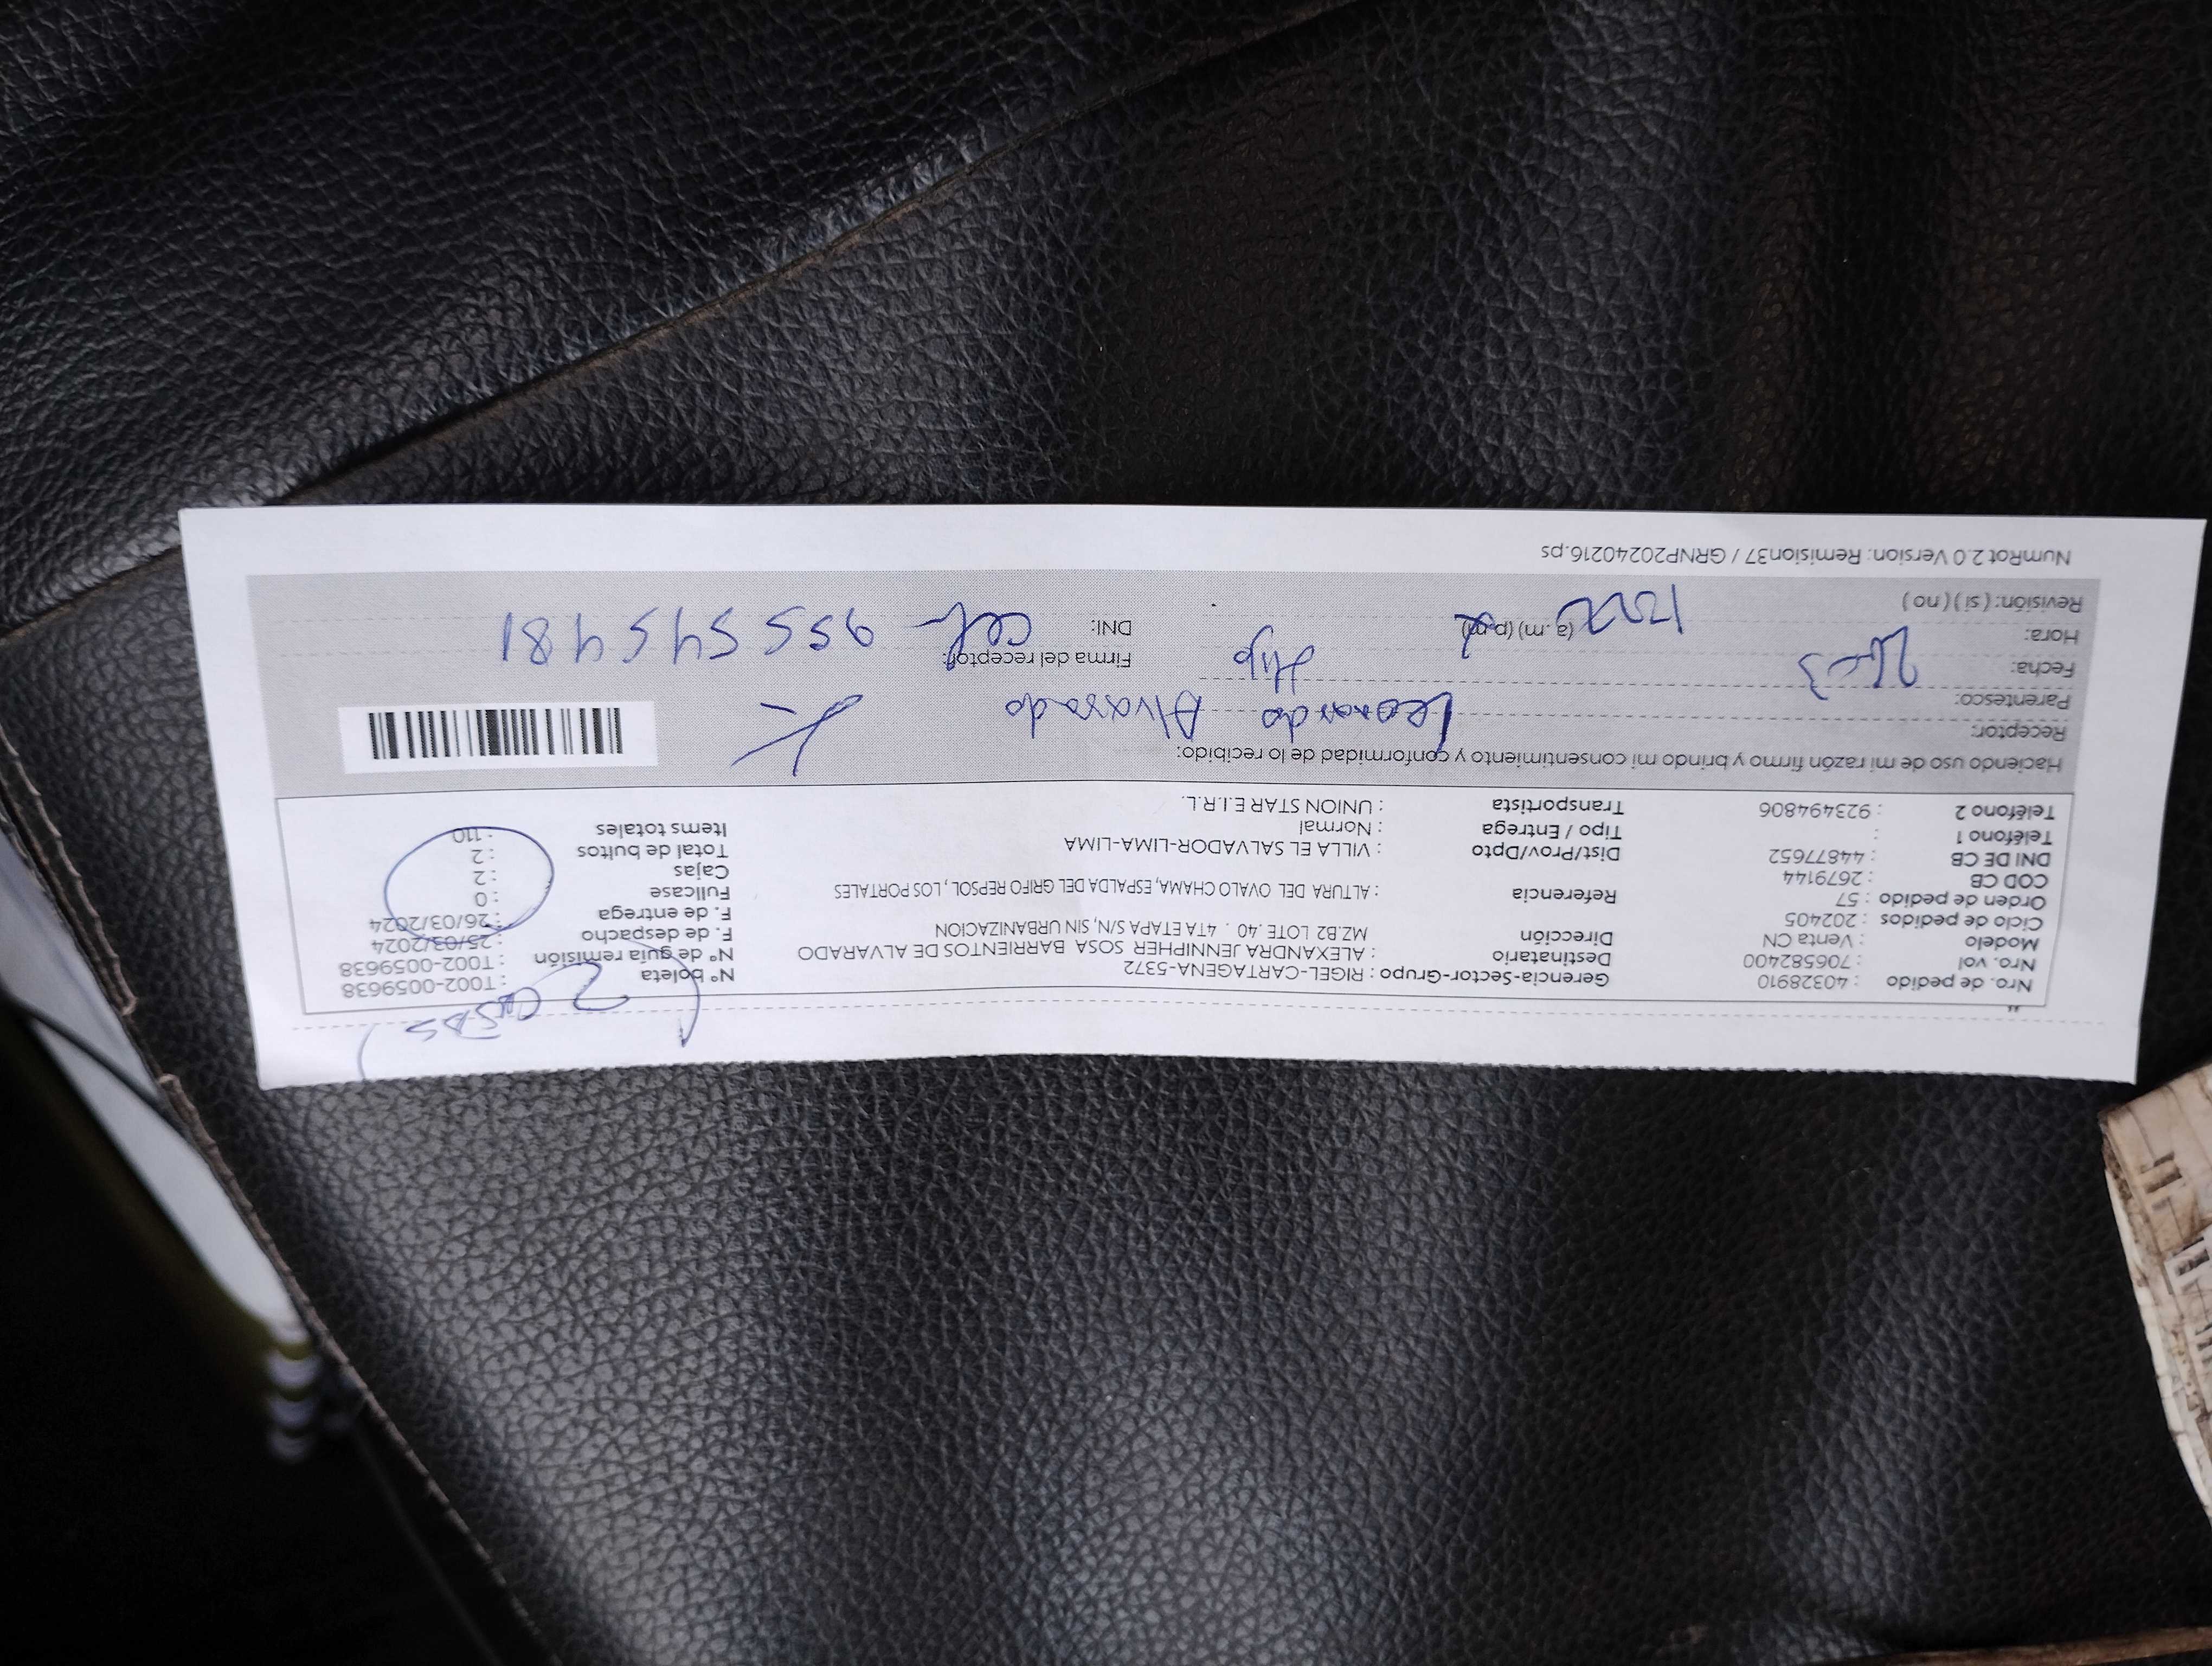 ( 2 cajas )
Nro. de pedido : 40328910 Gerencia-Sector-Grupo : RIGEL-CARTAGENA-5372 N° boleta : T002-0059638
Nro. vol : 706582400 Destinatario : ALEXANDRA JENNIPHER SOSA BARRIENTOS DE ALVARADO N° de guia remisión : T002-0059638
Modelo : Venta CN Dirección MZ.B2 LOTE .40 . 4TA ETAPA S/N, SIN URBANIZACION F. de despacho : 25/03/2024
Ciclo de pedidos : 202405 F. de entrega : 26/03/2024
Orden de pedido : 57 Referencia : ALTURA DEL OVALO CHAMA, ESPALDA DEL GRIFO REPSOL , LOS PORTALES Fullcase : 0
COD CB : 2679144 Cajas : 2
DNI DE CB : 44877652 Dist/Prov/Dpto : VILLA EL SALVADOR-LIMA-LIMA Total de bultos : 2
Teléfono 1 : Tipo / Entrega : Normal Items totales : 110
Teléfono 2 : 923494806 Transportista : UNION STAR E.I.R.L.
Haciendo uso de mi razón firmo y brindo mi consentimiento y conformidad de lo recibido:
Receptor: Leonardo Alvarado
Parentesco: Hijo
Fecha: Firma del receptor:
Hora: (a.m) (p.m) DNI: Cel 955545481
Revisión: ( si ) ( no )
NumRot 2.0 Version: Remision37 / GRNP20240216.ps